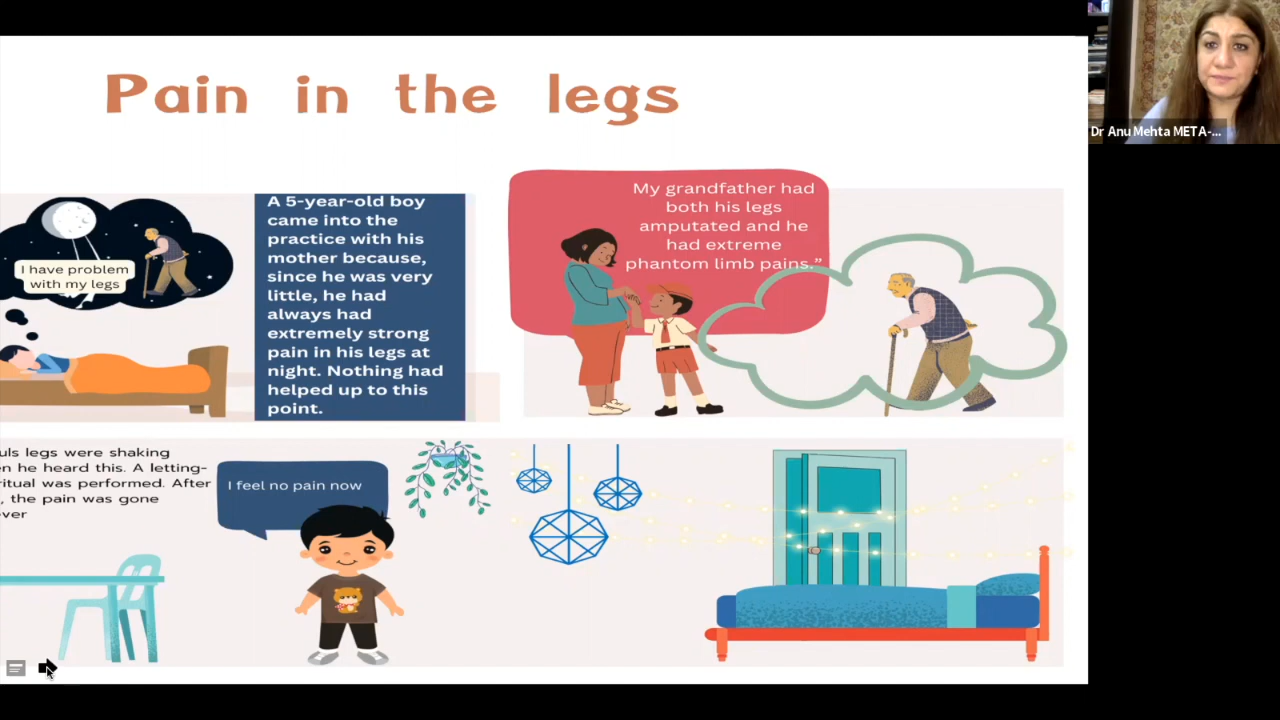 Pain in the legs
Dr Anu Mehta META-...
I have problem
with my legs
A 5-year-old boy
came into the
practice with his
mother because,
since he was very
little, he had
always had
extremely strong
pain in his legs at
night. Nothing had
helped up to this
point.
My grandfather had
both his legs
amputated and he
had extreme
phantom limb pains.”
uls legs were shaking
en he heard this. A letting-
ritual was performed. After
, the pain was gone
ever
I feel no pain now